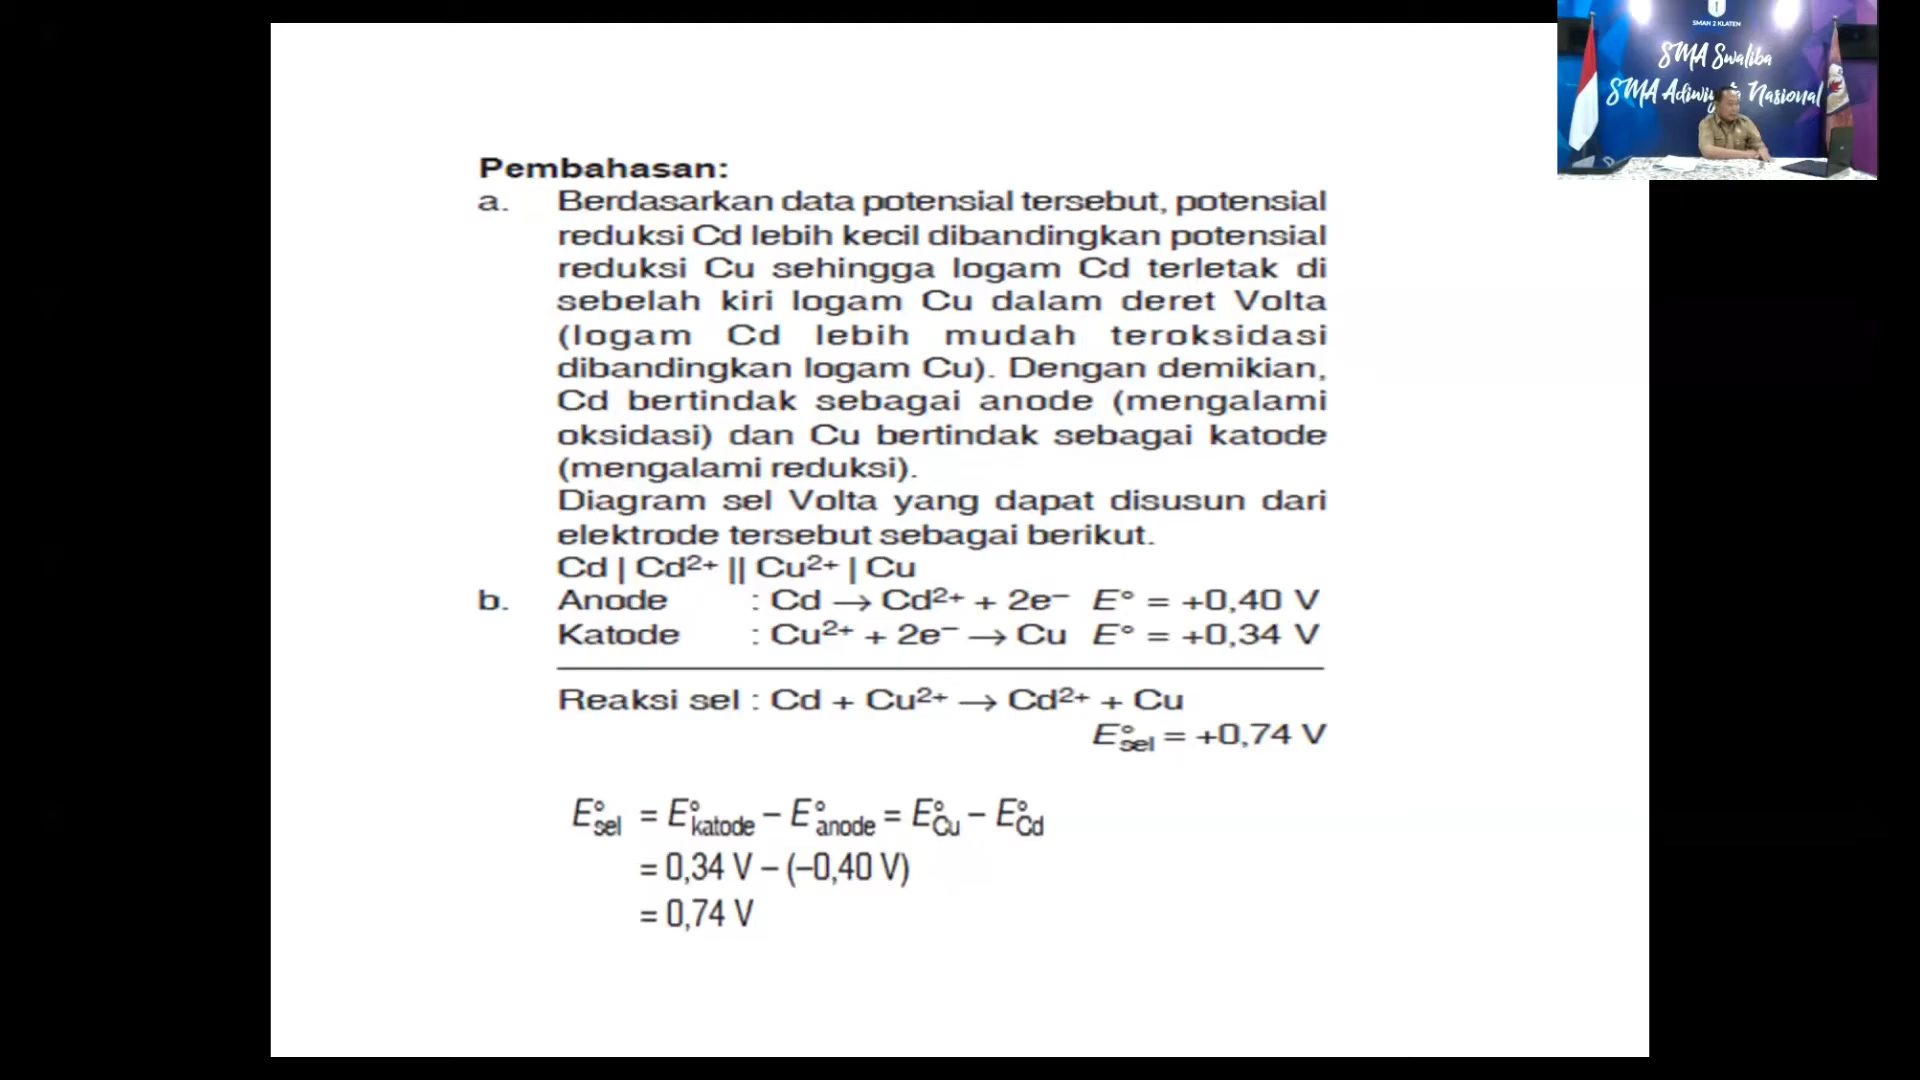 SMAN 2 KLATEN
SMA Swaliba
SMA Adiwiyata Nasional
Pembahasan:
a. Berdasarkan data potensial tersebut, potensial
reduksi Cd lebih kecil dibandingkan potensial
reduksi Cu sehingga logam Cd terletak di
sebelah kiri logam Cu dalam deret Volta
(logam Cd lebih mudah teroksidasi
dibandingkan logam Cu). Dengan demikian,
Cd bertindak sebagai anode (mengalami
oksidasi) dan Cu bertindak sebagai katode
(mengalami reduksi).
Diagram sel Volta yang dapat disusun dari
elektrode tersebut sebagai berikut.
Cd | Cd²⁺ || Cu²⁺ | Cu
b. Anode : Cd → Cd²⁺ + 2e⁻ E° = +0,40 V
Katode : Cu²⁺ + 2e⁻ → Cu E° = +0,34 V
Reaksi sel : Cd + Cu²⁺ → Cd²⁺ + Cu
E°sel = +0,74 V
E°sel = E°katode – E°anode = E°Cu – E°Cd
= 0,34 V – (–0,40 V)
= 0,74 V